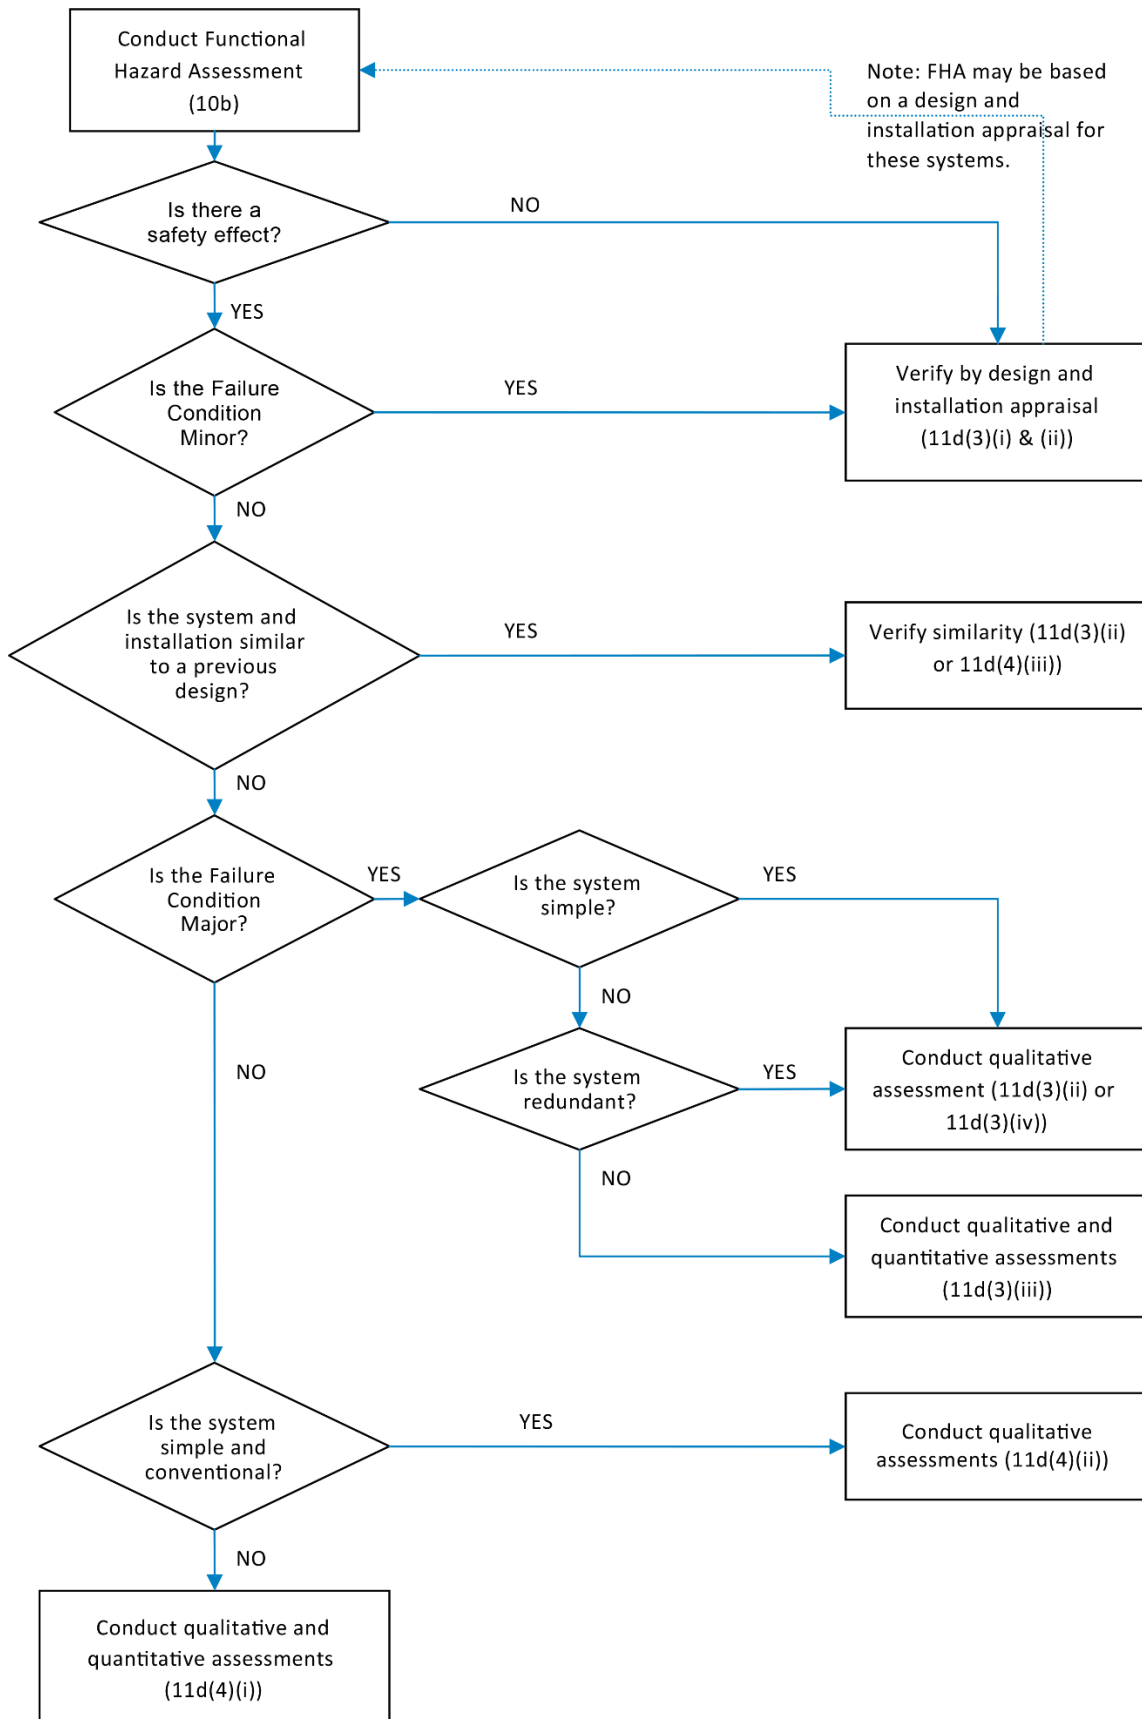 Conduct Functional
Hazard Assessment
(10b)
Note: FHA may be based
on a design and
installation appraisal for
these systems.
Is there a
safety effect?
NO
YES
Is the Failure
Condition
Minor?
YES
Verify by design and
installation appraisal
(11d(3)(i) & (ii))
NO
Is the system and
installation similar
to a previous
design?
YES
Verify similarity (11d(3)(ii)
or 11d(4)(iii))
NO
Is the Failure
Condition
Major?
YES
Is the system
simple?
YES
NO
NO
Is the system
redundant?
YES
Conduct qualitative
assessment (11d(3)(ii) or
11d(3)(iv))
NO
Conduct qualitative and
quantitative assessments
(11d(3)(iii))
Is the system
simple and
conventional?
YES
Conduct qualitative
assessments (11d(4)(ii))
NO
Conduct qualitative and
quantitative assessments
(11d(4)(i))